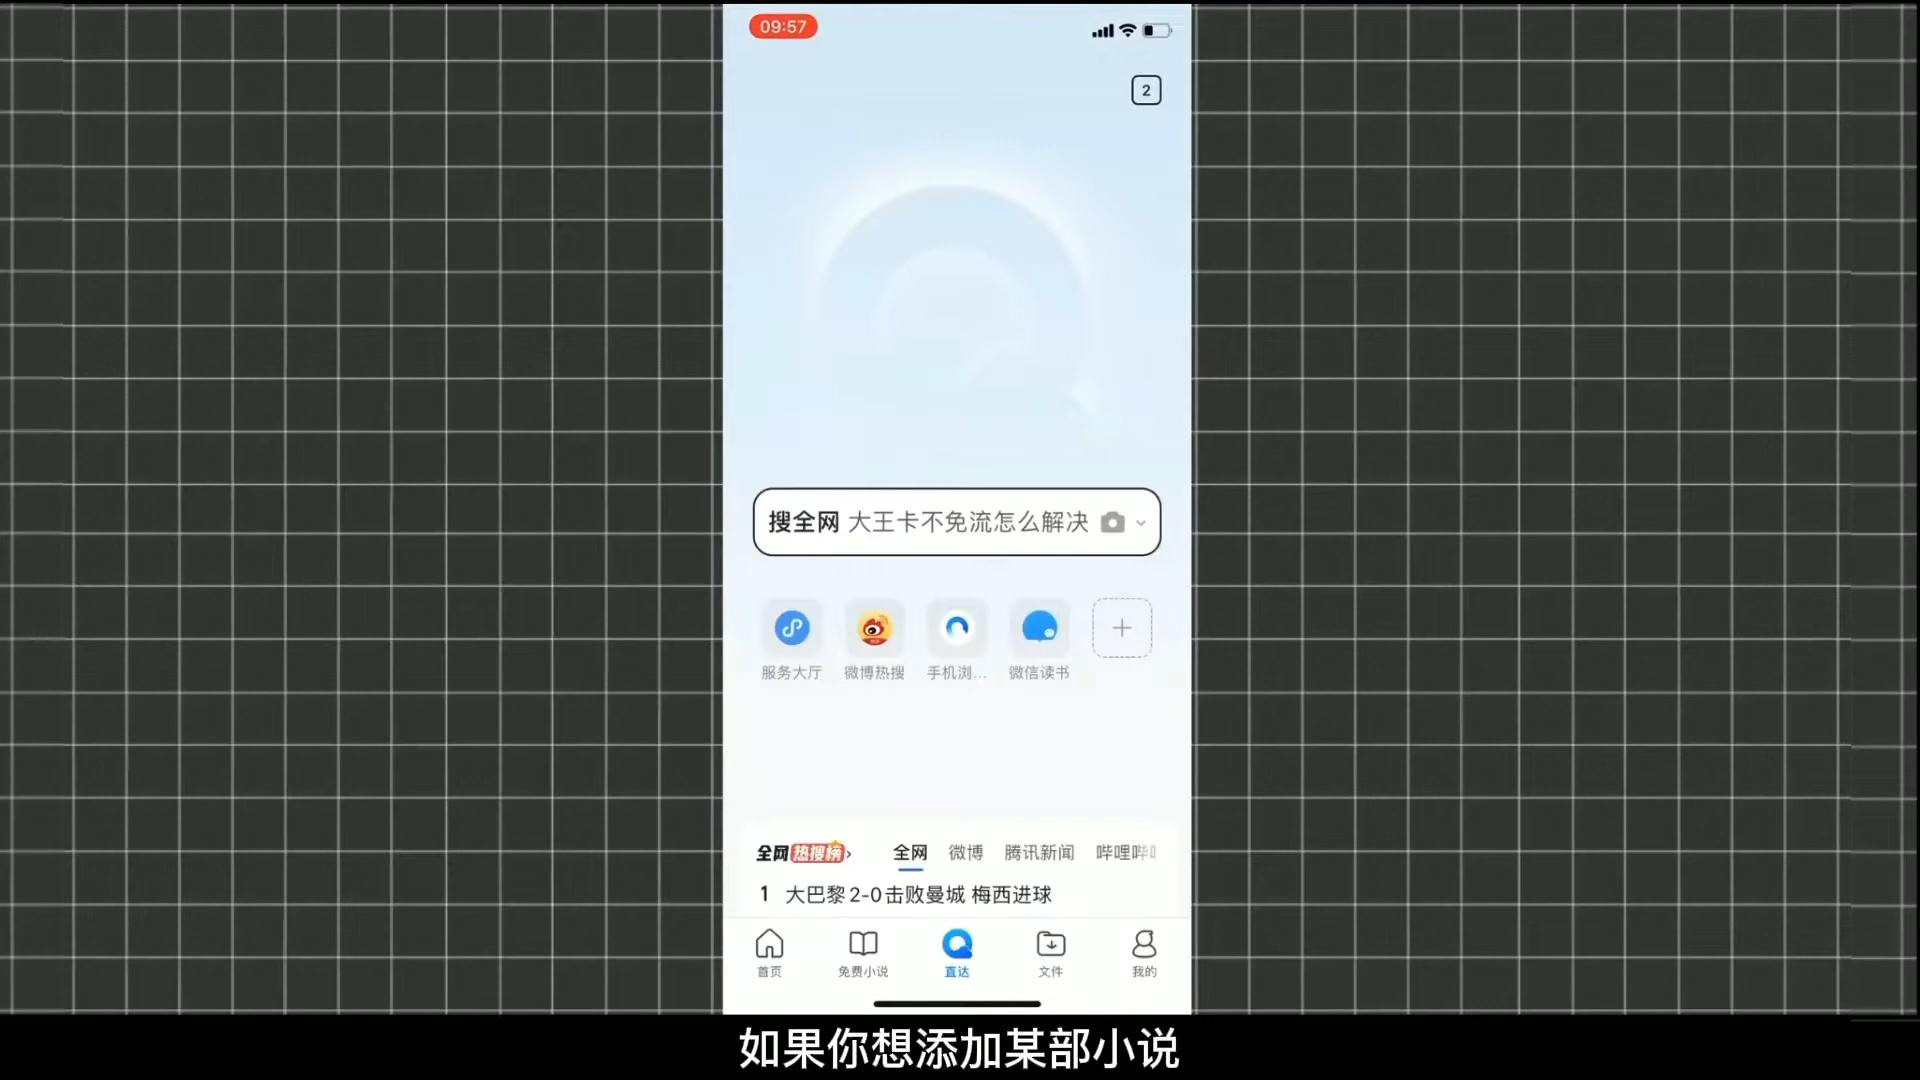 09:57
2
搜全网 大王卡不免流怎么解决
服务大厅 微博热搜 手机浏... 微信读书
全网热搜榜 全网 微博 腾讯新闻 哔哩哔
1 大巴黎2-0击败曼城 梅西进球
首页 免费小说 直达 文件 我的
如果你想添加某部小说